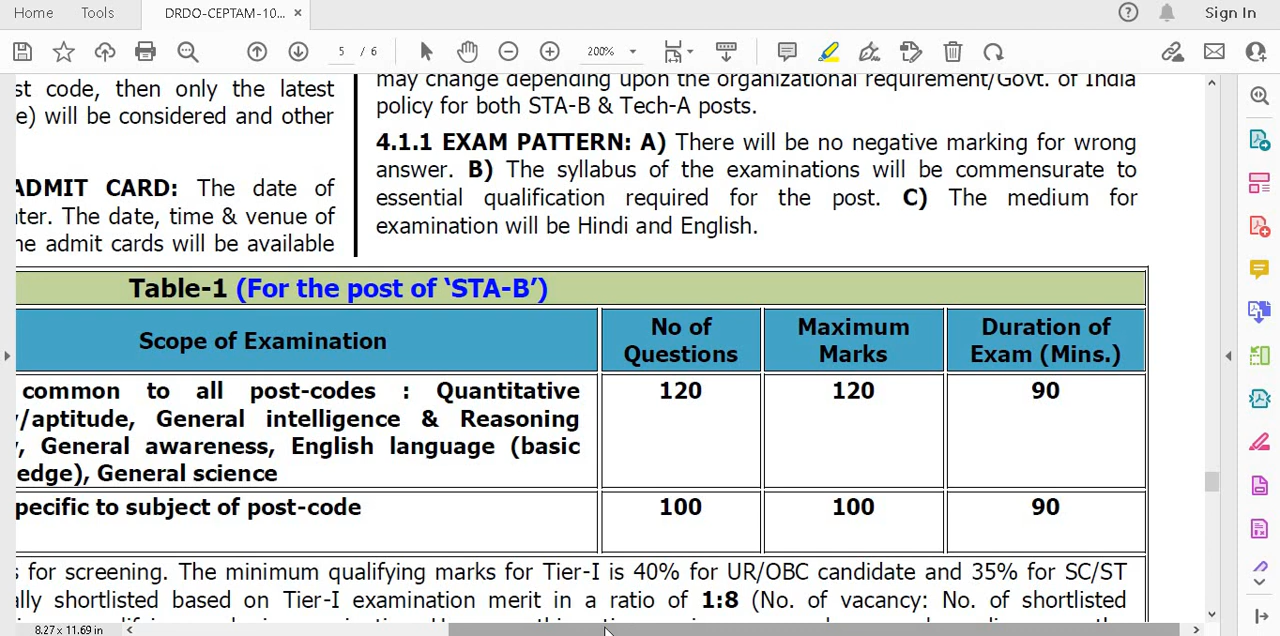 Home Tools DRDO-CEPTAM-10... × Sign In
5 / 6 200%
st code, then only the latest
e) will be considered and other
ADMIT CARD: The date of
ater. The date, time & venue of
ne admit cards will be available
may change depending upon the organizational requirement/Govt. of India
policy for both STA-B & Tech-A posts.
4.1.1 EXAM PATTERN: A) There will be no negative marking for wrong
answer. B) The syllabus of the examinations will be commensurate to
essential qualification required for the post. C) The medium for
examination will be Hindi and English.
Table-1 (For the post of ‘STA-B’)
Scope of Examination
No of
Questions
Maximum
Marks
Duration of
Exam (Mins.)
common to all post-codes : Quantitative
y/aptitude, General intelligence & Reasoning
y, General awareness, English language (basic
edge), General science
120 120 90
pecific to subject of post-code 100 100 90
s for screening. The minimum qualifying marks for Tier-I is 40% for UR/OBC candidate and 35% for SC/ST
ally shortlisted based on Tier-I examination merit in a ratio of 1:8 (No. of vacancy: No. of shortlisted
8.27 x 11.69 in